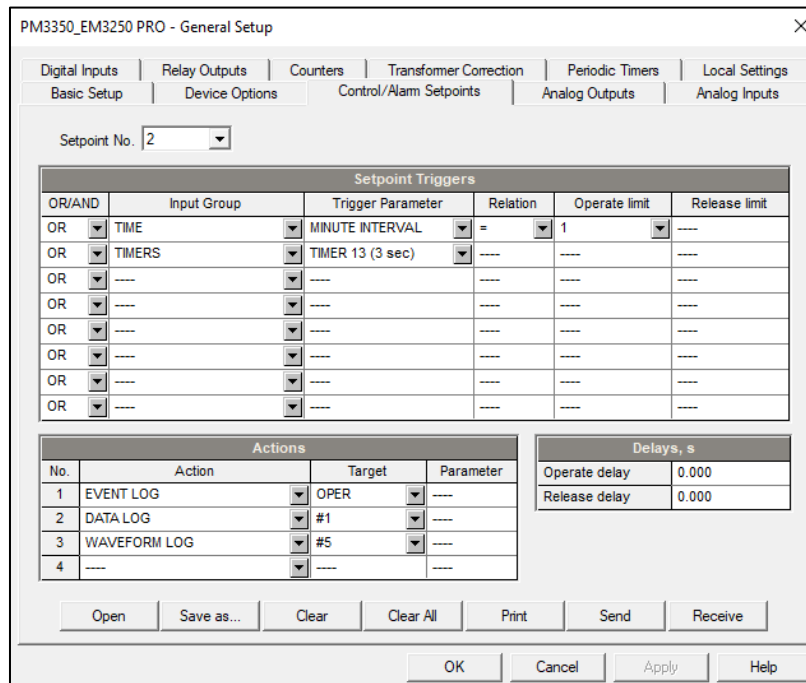 PM3350_EM3250 PRO - General Setup
Digital Inputs Relay Outputs Counters Transformer Correction Periodic Timers Local Settings
Basic Setup Device Options Control/Alarm Setpoints Analog Outputs Analog Inputs
Setpoint No. 2
Setpoint Triggers
OR/AND Input Group Trigger Parameter Relation Operate limit Release limit
OR TIME MINUTE INTERVAL = 1 ----
OR TIMERS TIMER 13 (3 sec) ---- ---- ----
OR ---- ---- ---- ---- ----
OR ---- ---- ---- ---- ----
OR ---- ---- ---- ---- ----
OR ---- ---- ---- ---- ----
OR ---- ---- ---- ---- ----
OR ---- ---- ---- ---- ----
Actions
No. Action Target Parameter
1 EVENT LOG OPER ----
2 DATA LOG #1 ----
3 WAVEFORM LOG #5 ----
4 ---- ---- ----
Delays, s
Operate delay 0.000
Release delay 0.000
Open Save as... Clear Clear All Print Send Receive
OK Cancel Apply Help